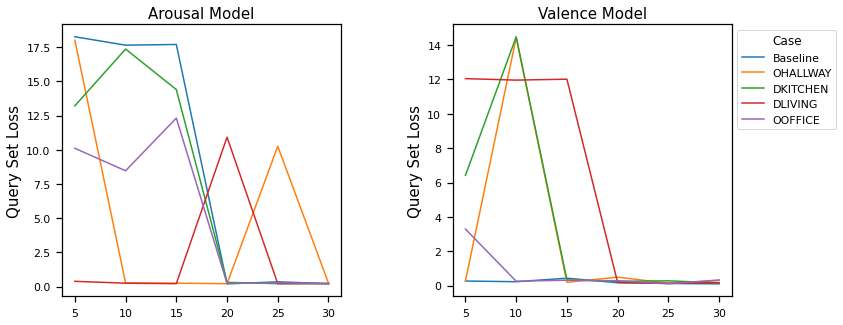 Arousal Model
Query Set Loss
17.5
15.0
12.5
10.0
7.5
5.0
2.5
0.0
5 10 15 20 25 30
Valence Model
Query Set Loss
14
12
10
8
6
4
2
0
5 10 15 20 25 30
Case
Baseline
OHALLWAY
DKITCHEN
DLIVING
OOFFICE